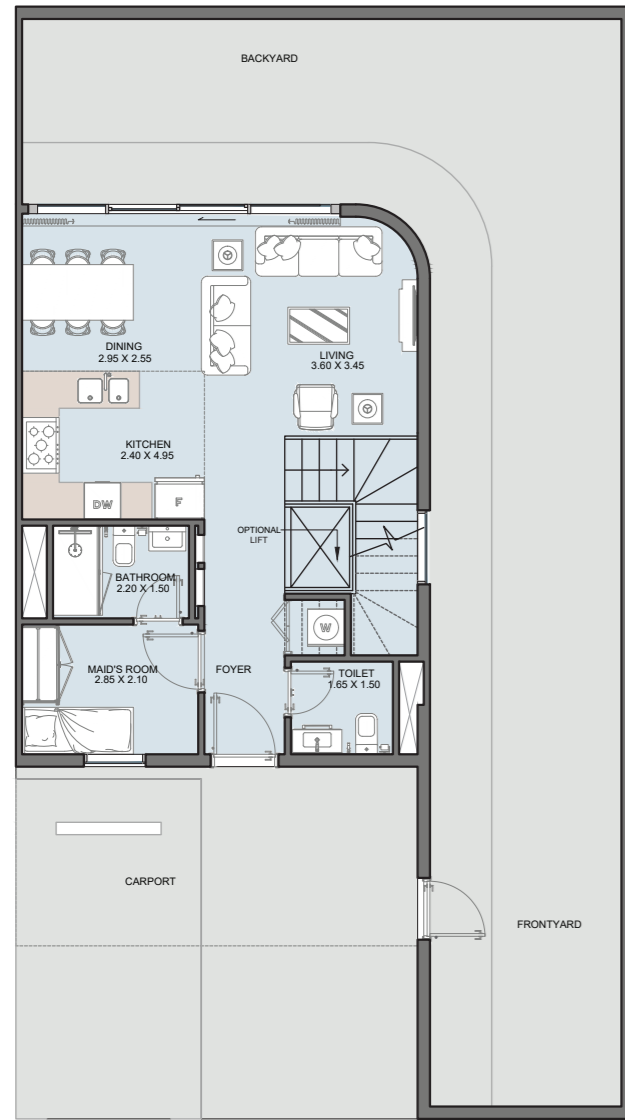 BACKYARD
DINING
2.95 X 2.55
LIVING
3.60 X 3.45
KITCHEN
2.40 X 4.95
DW
F
OPTIONAL
LIFT
BATHROOM
2.20 X 1.50
W
MAID'S ROOM
2.85 X 2.10
FOYER
TOILET
1.65 X 1.50
CARPORT
FRONTYARD